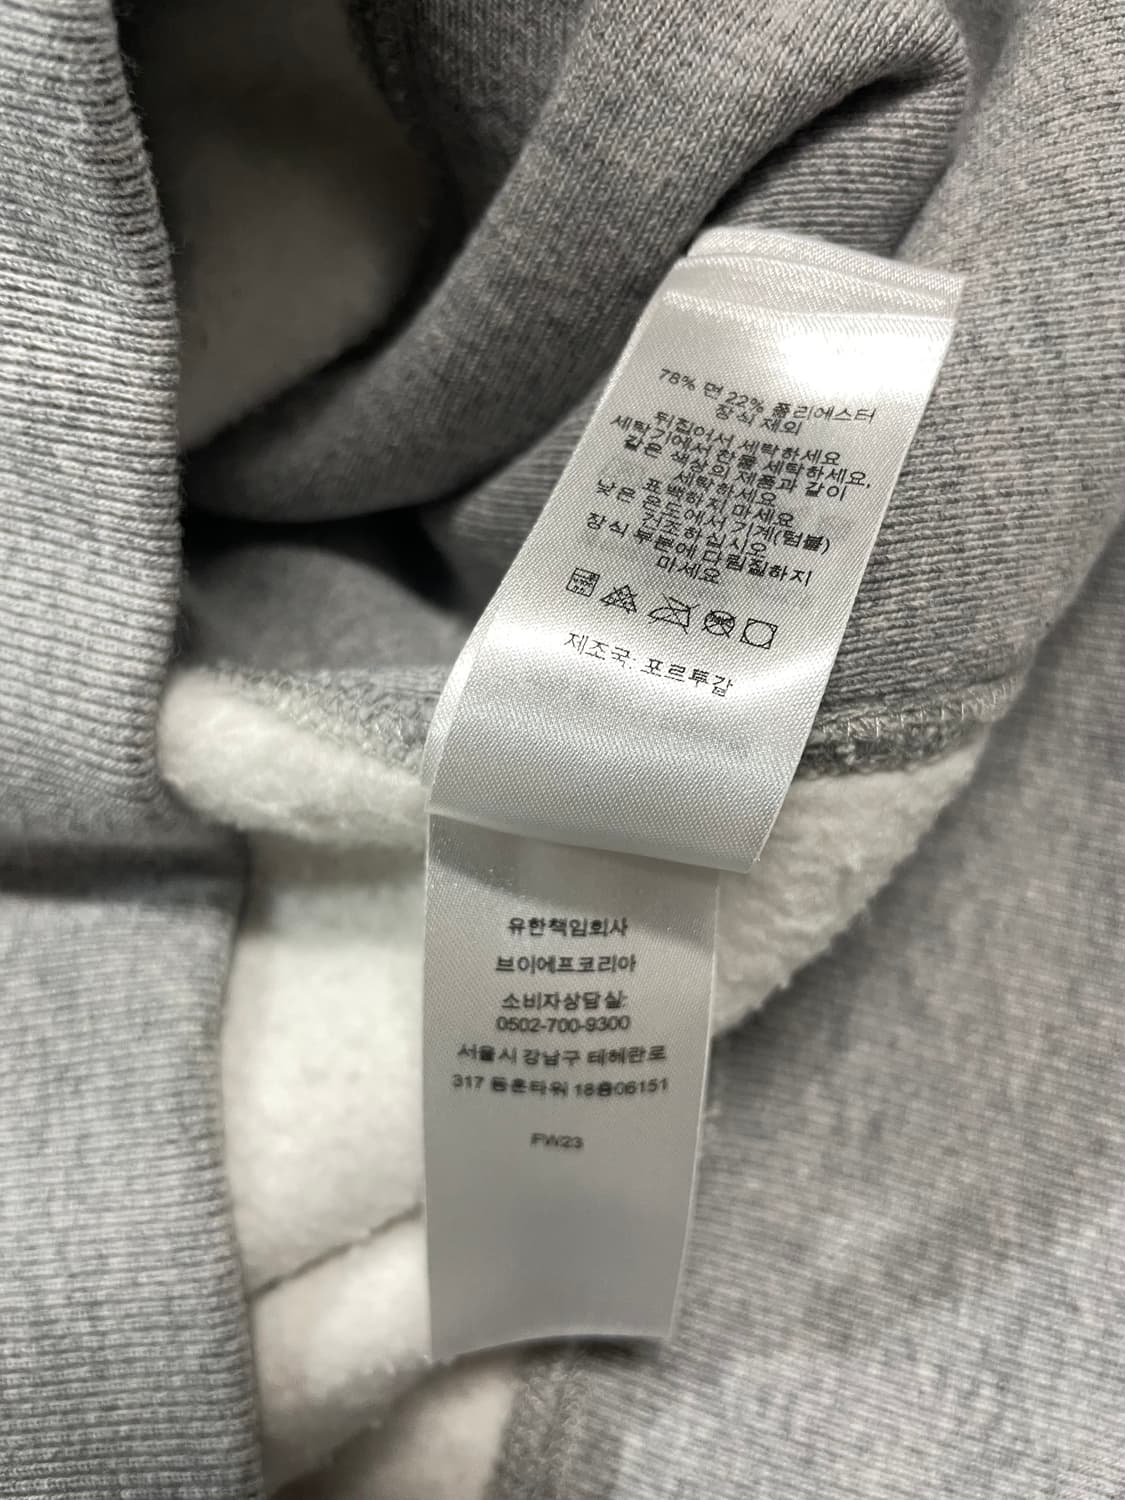 78% 면 22% 폴리에스터
장식 제외
뒤집어서 세탁하세요
세탁기에서 찬물 세탁하세요,
같은 색상의 제품과 같이
세탁하세요
표백하지 마세요
낮은 온도에서 기계(텀블)
건조하십시오
장식 부분에 다림질하지
마세요
제조국: 포르투갈
유한책임회사
브이에프코리아
소비자상담실:
0502-700-9300
서울시 강남구 테헤란로
317 동훈타워 18층06151
FW23